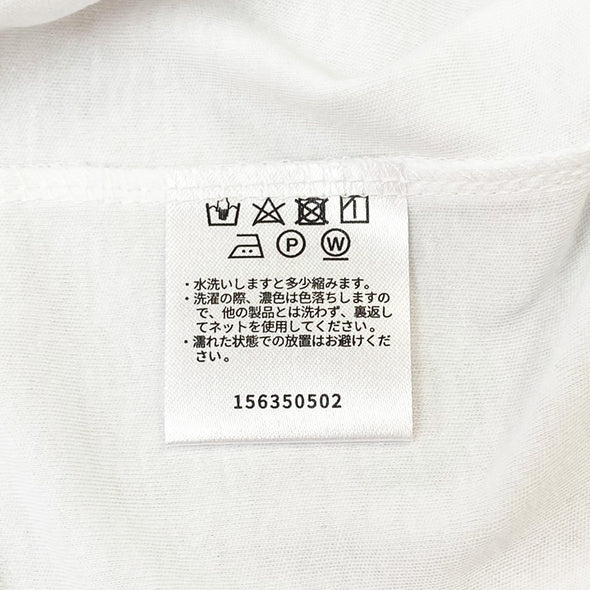 P W
・水洗いしますと多少縮みます。
・洗濯の際、濃色は色落ちしますの
で、他の製品とは洗わず、裏返し
てネットを使用してください。
・濡れた状態での放置はお避けくだ
さい。
156350502